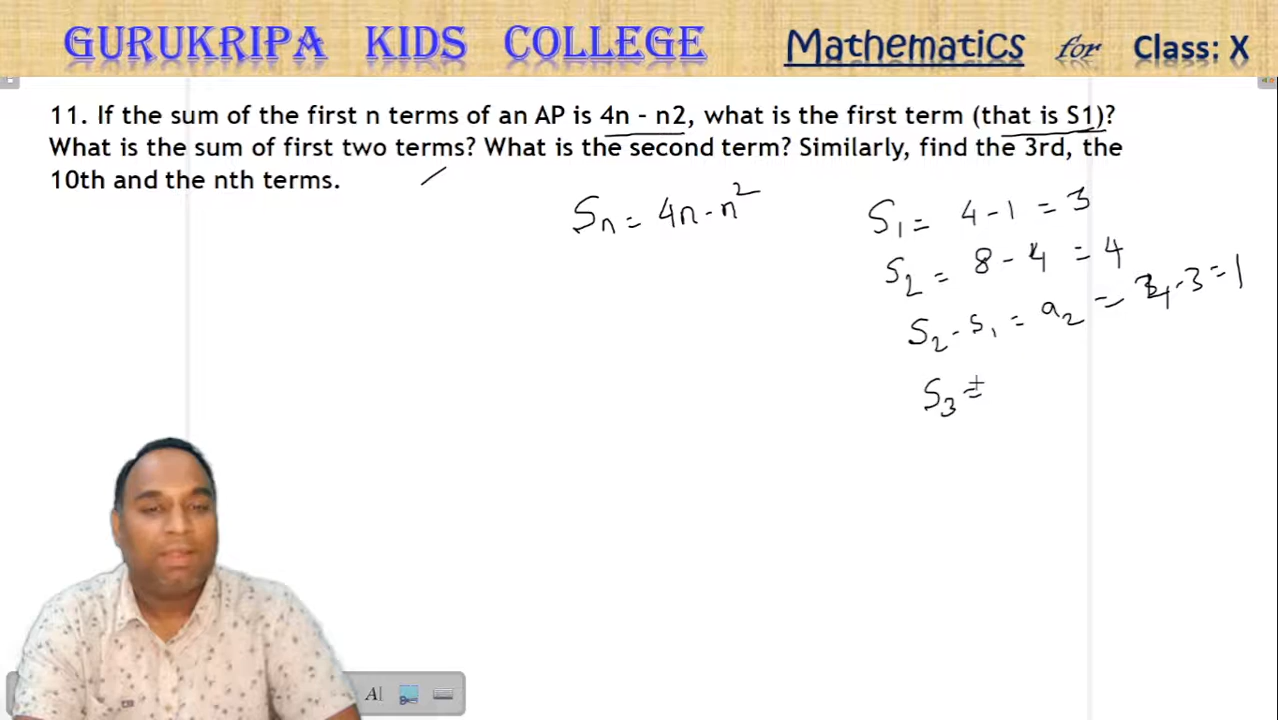 GURUKRIPA KIDS COLLEGE Mathematics for Class: X
11. If the sum of the first n terms of an AP is 4n - n2, what is the first term (that is S1)?
What is the sum of first two terms? What is the second term? Similarly, find the 3rd, the
10th and the nth terms.
Sn = 4n - n²
S1 = 4 - 1 = 3
S2 = 8 - 4 = 4
S2 - S1 = a2 = 4 - 3 = 1
S3 =
A